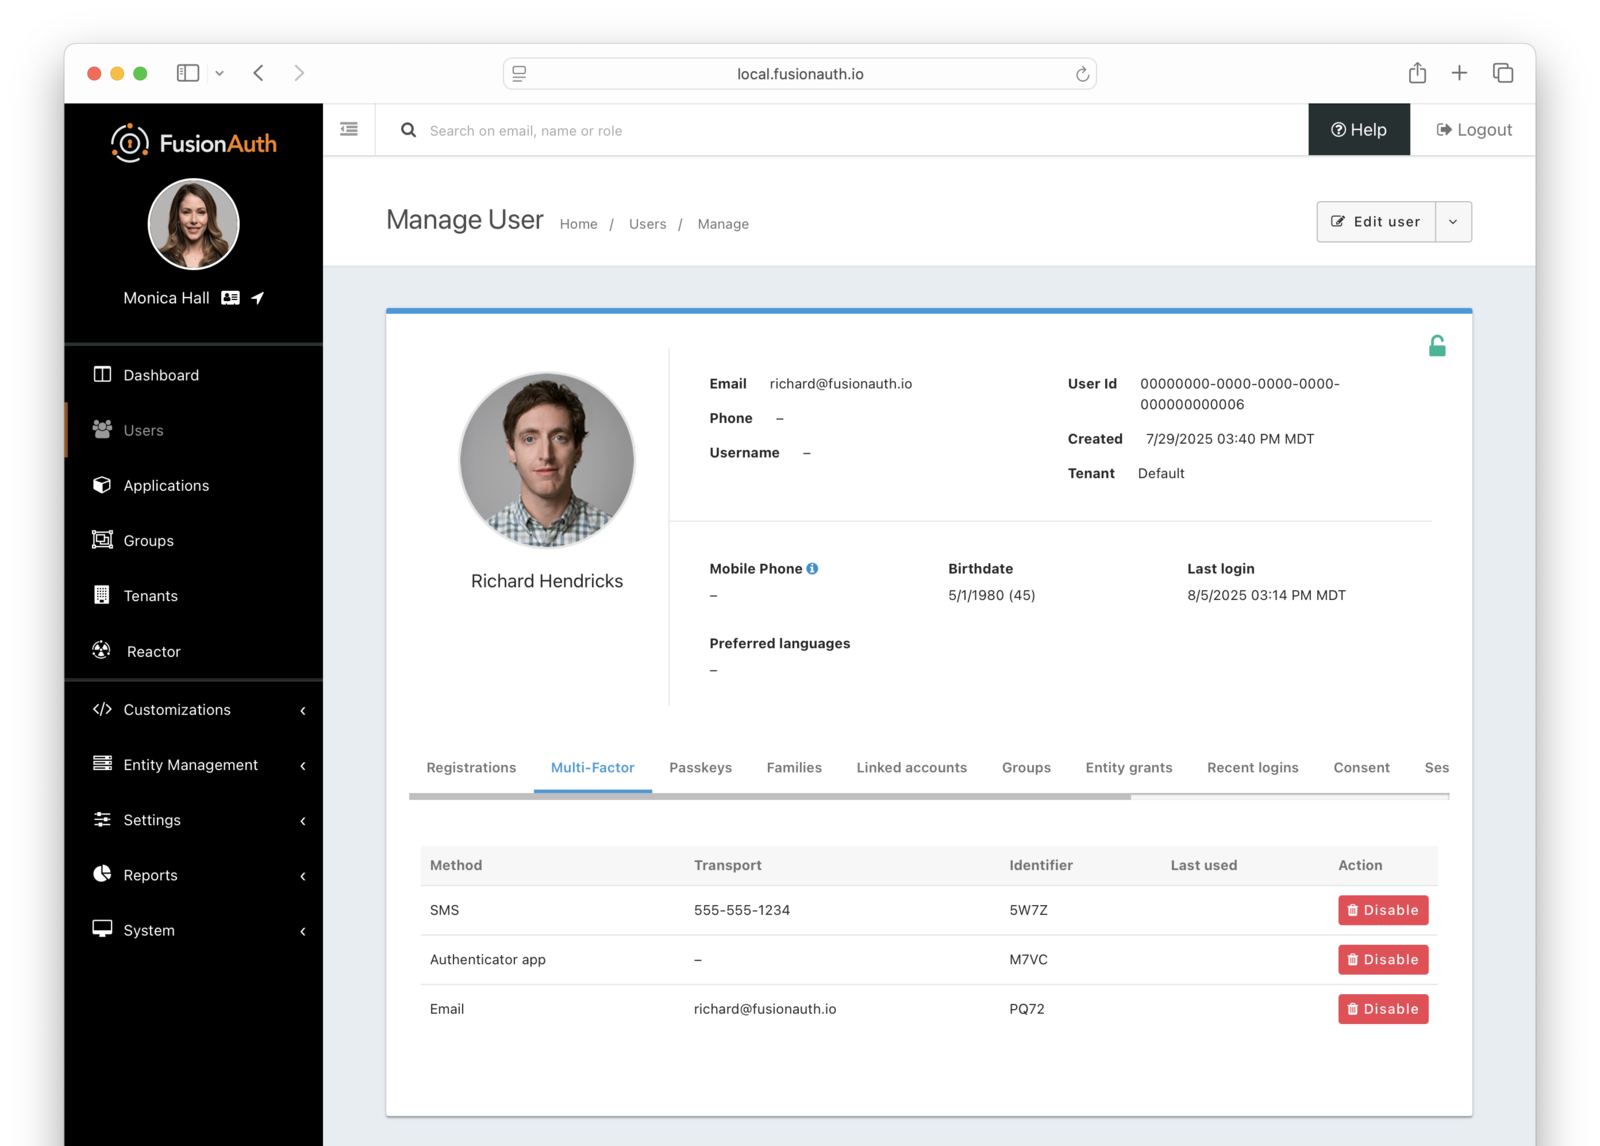 local.fusionauth.io
FusionAuth
Search on email, name or role
Help
Logout
Monica Hall
Manage User
Home / Users / Manage
Edit user
Dashboard
Users
Applications
Groups
Tenants
Reactor
Customizations
Entity Management
Settings
Reports
System
Richard Hendricks
Email richard@fusionauth.io
Phone –
Username –
User Id 00000000-0000-0000-0000-
000000000006
Created 7/29/2025 03:40 PM MDT
Tenant Default
Mobile Phone Birthdate Last login
– 5/1/1980 (45) 8/5/2025 03:14 PM MDT
Preferred languages
–
Registrations Multi-Factor Passkeys Families Linked accounts Groups Entity grants Recent logins Consent Ses
Method Transport Identifier Last used Action
SMS 555-555-1234 5W7Z Disable
Authenticator app – M7VC Disable
Email richard@fusionauth.io PQ72 Disable